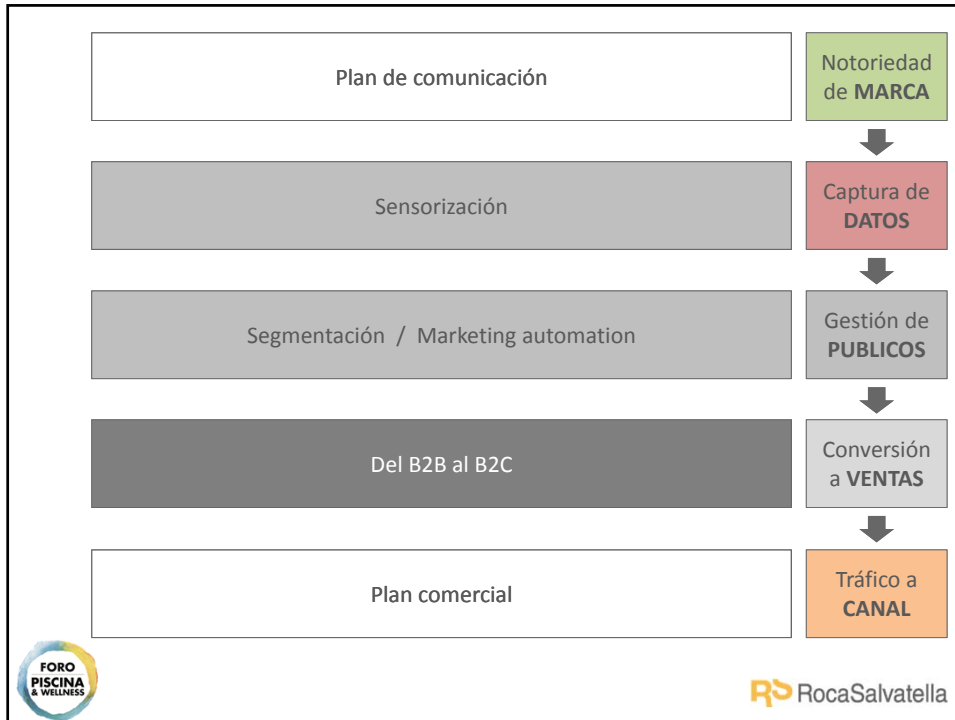 Plan de comunicación
Notoriedad
de MARCA
Sensorización
Captura de
DATOS
Segmentación / Marketing automation
Gestión de
PUBLICOS
Del B2B al B2C
Conversión
a VENTAS
Plan comercial
Tráfico a
CANAL
FORO
PISCINA
& WELLNESS
RS RocaSalvatella